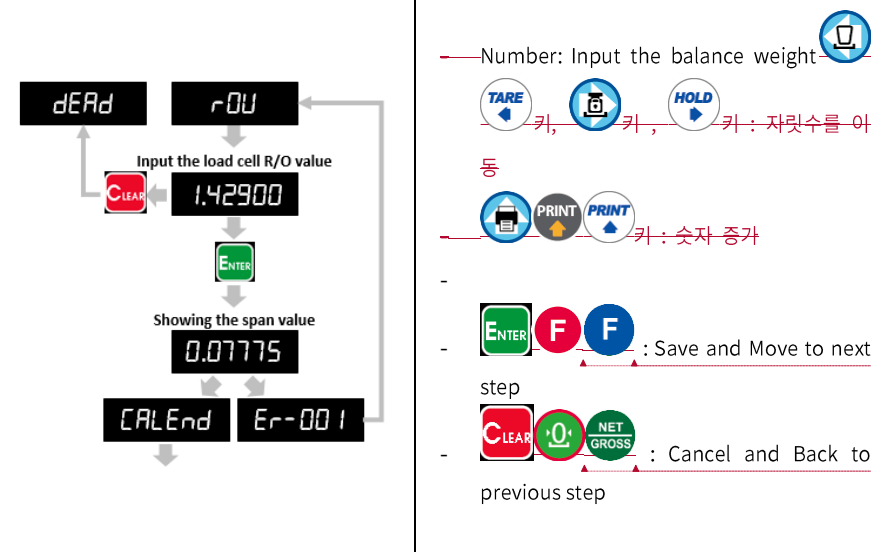 dEAd
rOU
Input the load cell R/O value
1.42900
CLEAR
ENTER
Showing the span value
0.07775
CALEnd
Er-001
- Number: Input the balance weight
TARE 키, 키 , HOLD 키 : 자릿수를 이
동
- PRINT PRINT 키 : 숫자 증가
-
- ENTER F F : Save and Move to next
step
- CLEAR 0 NET GROSS : Cancel and Back to
previous step